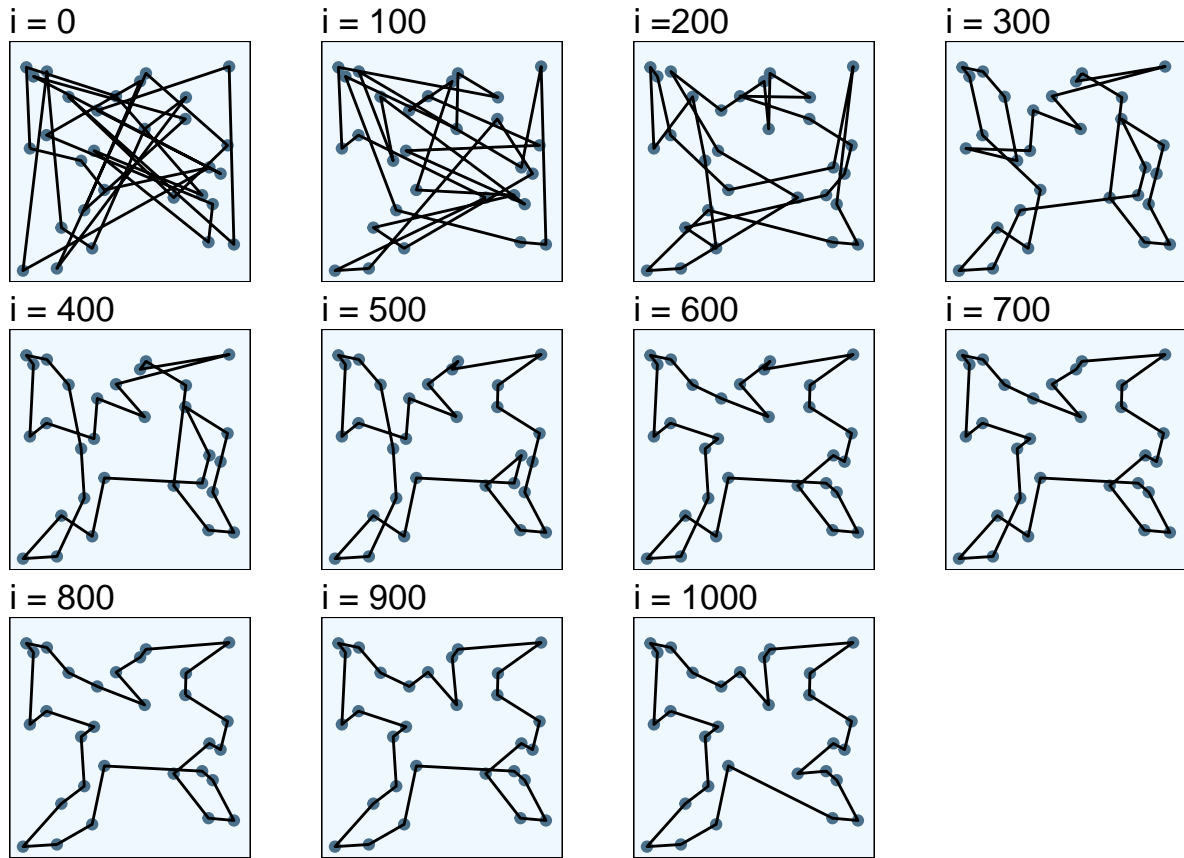 i = 0
i = 100
i =200
i = 300
i = 400
i = 500
i = 600
i = 700
i = 800
i = 900
i = 1000